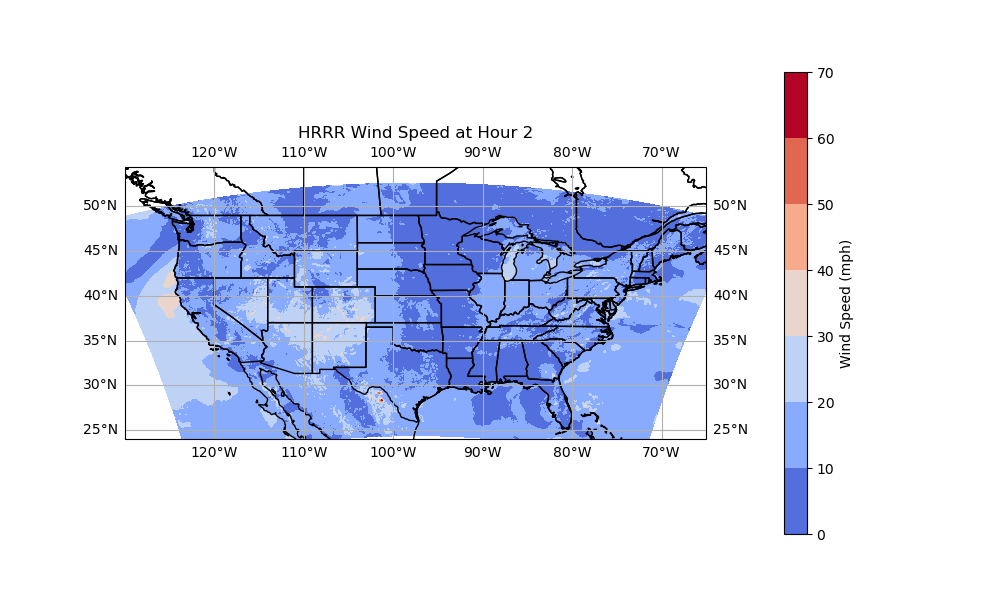 HRRR Wind Speed at Hour 2
120°W 110°W 100°W 90°W 80°W 70°W
50°N 50°N
45°N 45°N
40°N 40°N
35°N 35°N
30°N 30°N
25°N 25°N
120°W 110°W 100°W 90°W 80°W 70°W
70
60
50
40
30
20
10
0
Wind Speed (mph)